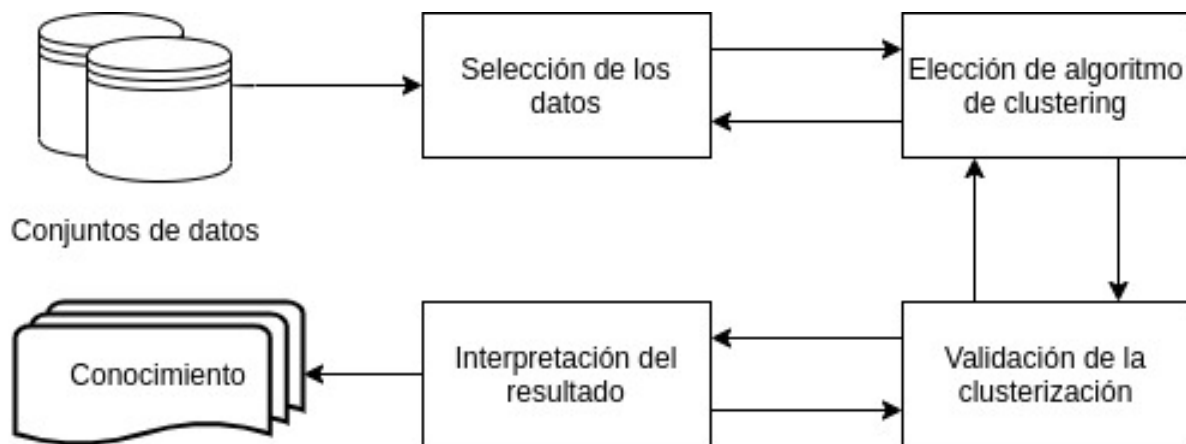 Selección de los
datos
Elección de algoritmo
de clustering
Conjuntos de datos
Conocimiento
Interpretación del
resultado
Validación de la
clusterización